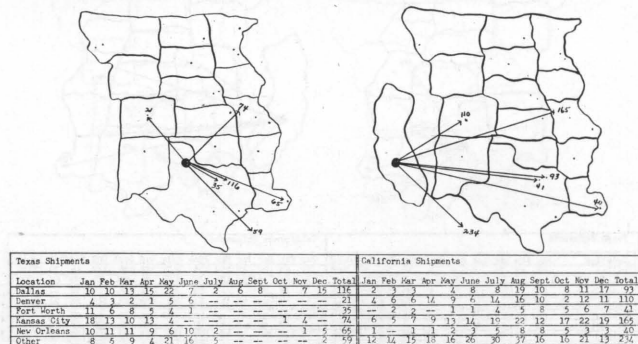 21
74
35
116
65
59
110
165
93
41
40
234
Texas Shipments
Location Jan Feb Mar Apr May June July Aug Sept Oct Nov Dec Total
Dallas 10 10 13 15 22 7 2 6 8 1 7 15 116
Denver 4 3 2 1 5 6 -- -- -- -- -- -- 21
Fort Worth 11 6 8 5 4 1 -- -- -- -- -- -- 35
Kansas City 18 13 10 13 4 -- -- -- -- 1 4 -- 74
New Orleans 10 11 11 9 6 10 2 -- -- -- 1 5 65
Other 8 5 9 4 21 16 5 -- -- -- -- 2 59
California Shipments
Jan Feb Mar Apr May June July Aug Sept Oct Nov Dec Total
2 3 3 4 8 8 19 10 8 11 17 93
4 6 6 14 9 6 14 16 10 2 12 11 110
-- 2 2 -- 1 1 4 5 8 5 6 7 41
6 5 7 9 13 14 19 22 12 17 22 19 165
1 -- 1 1 2 3 5 8 8 5 3 3 40
12 14 15 18 16 26 30 37 16 16 21 13 234